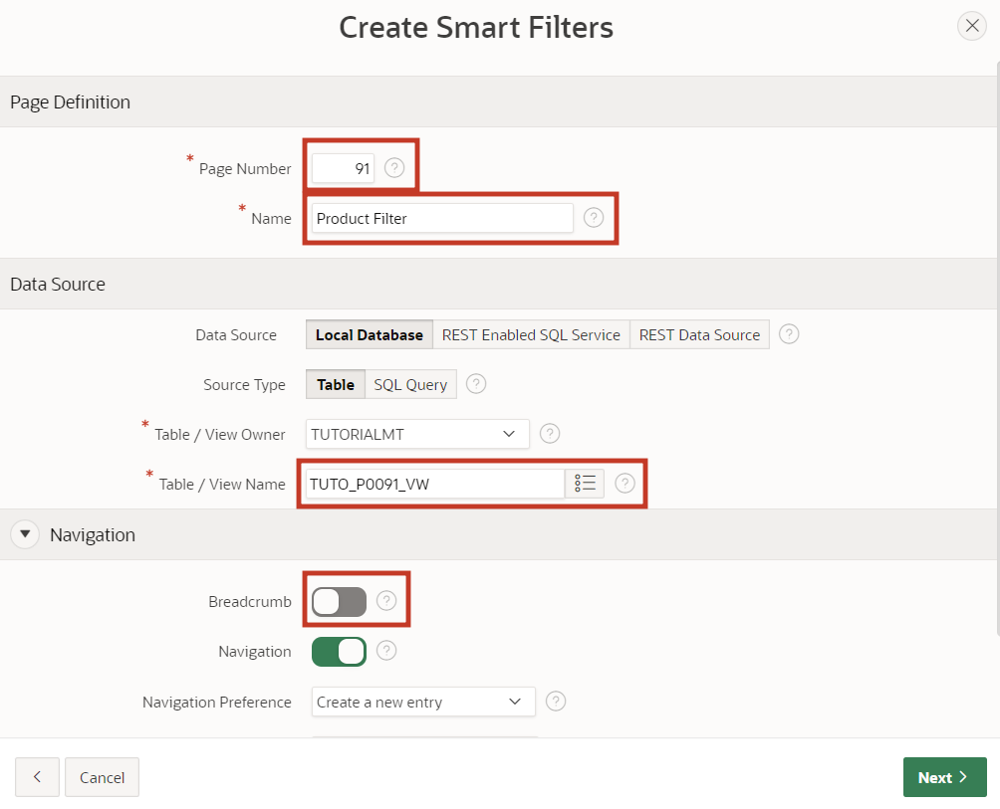 Create Smart Filters
Page Definition
* Page Number 91 ?
* Name Product Filter ?
Data Source
Data Source Local Database REST Enabled SQL Service REST Data Source ?
Source Type Table SQL Query ?
* Table / View Owner TUTORIALMT ?
* Table / View Name TUTO_P0091_VW ?
Navigation
Breadcrumb ?
Navigation ?
Navigation Preference Create a new entry ?
Cancel Next